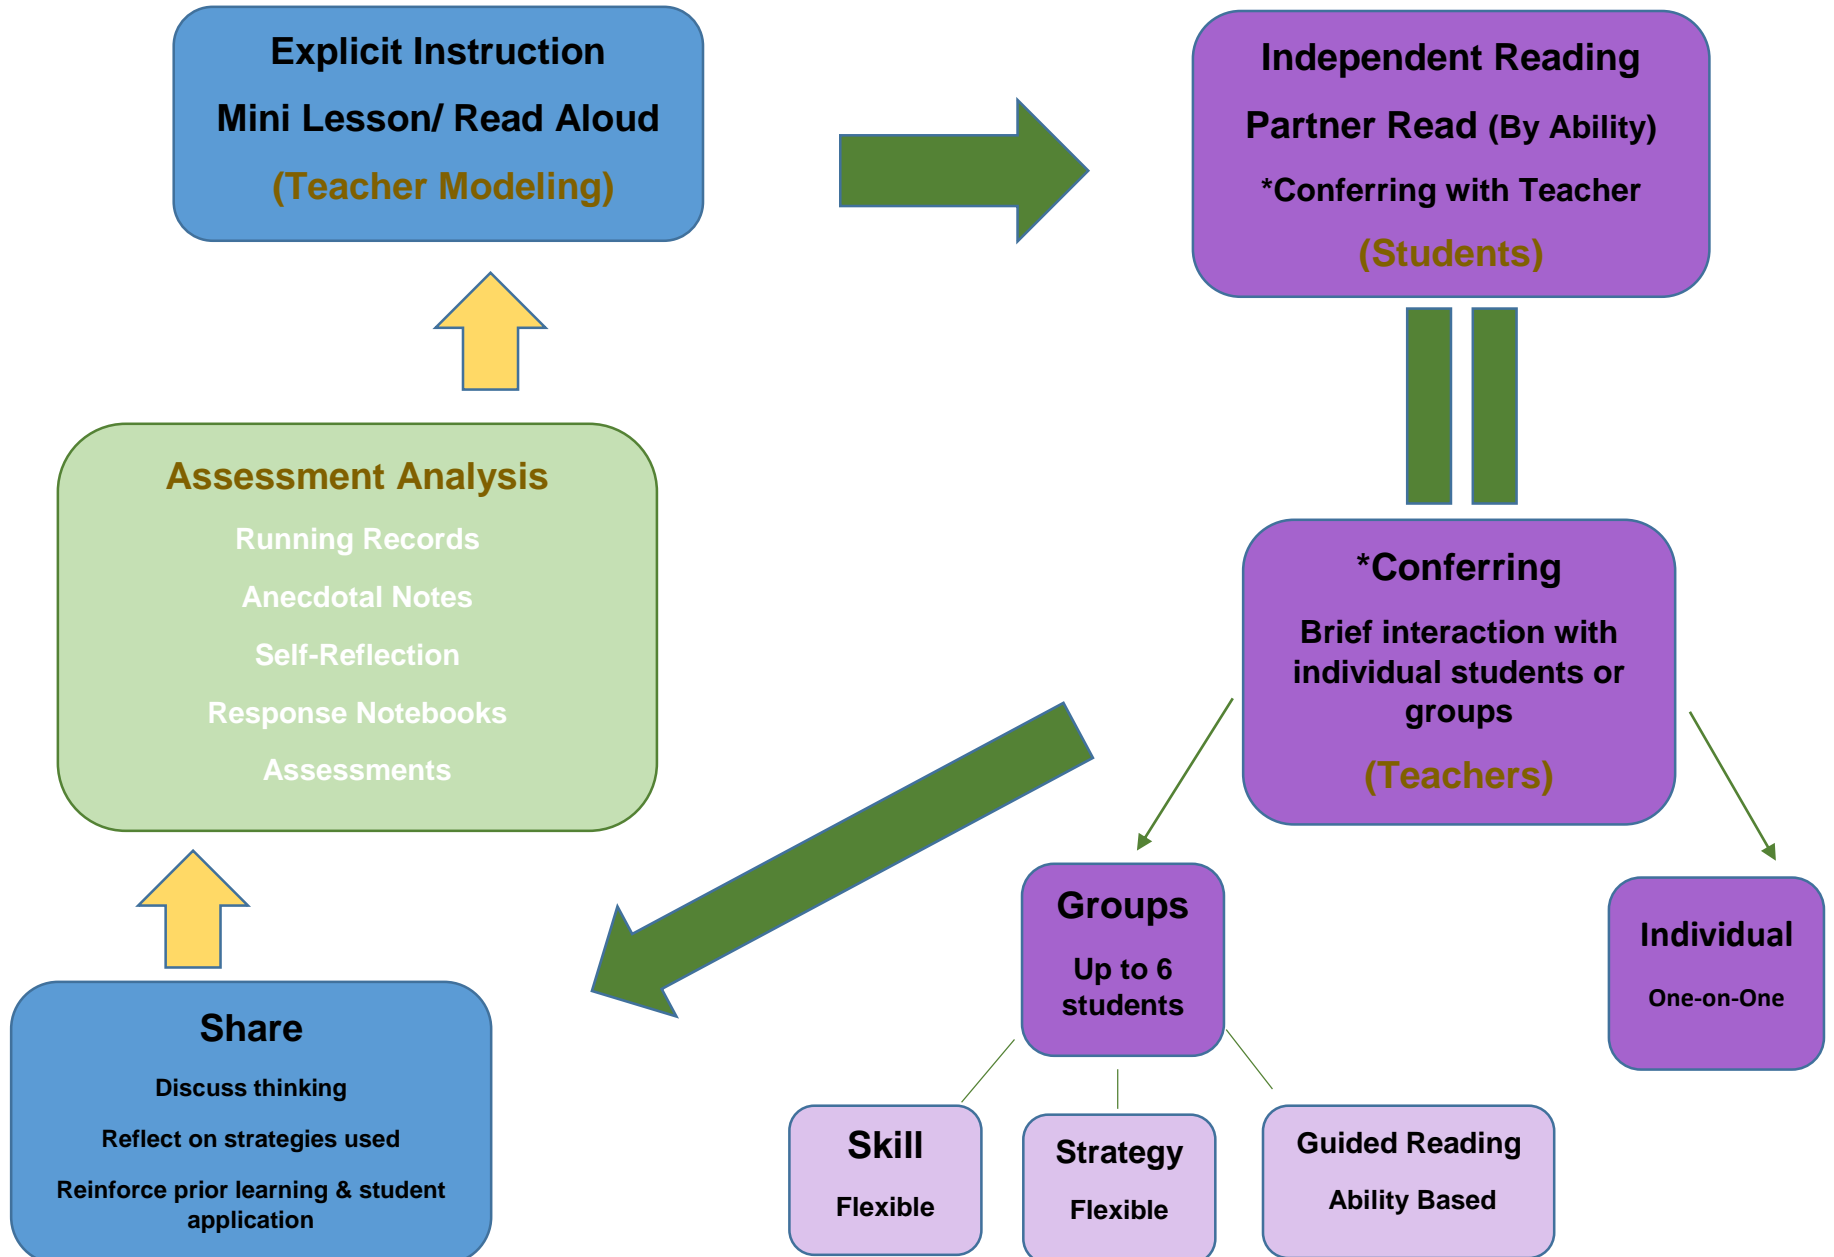 Explicit Instruction
Mini Lesson/ Read Aloud
(Teacher Modeling)
Independent Reading
Partner Read (By Ability)
*Conferring with Teacher
(Students)
Assessment Analysis
Running Records
Anecdotal Notes
Self-Reflection
Response Notebooks
Assessments
*Conferring
Brief interaction with
individual students or
groups
(Teachers)
Groups
Up to 6
students
Individual
One-on-One
Share
Discuss thinking
Reflect on strategies used
Reinforce prior learning & student
application
Skill
Flexible
Strategy
Flexible
Guided Reading
Ability Based